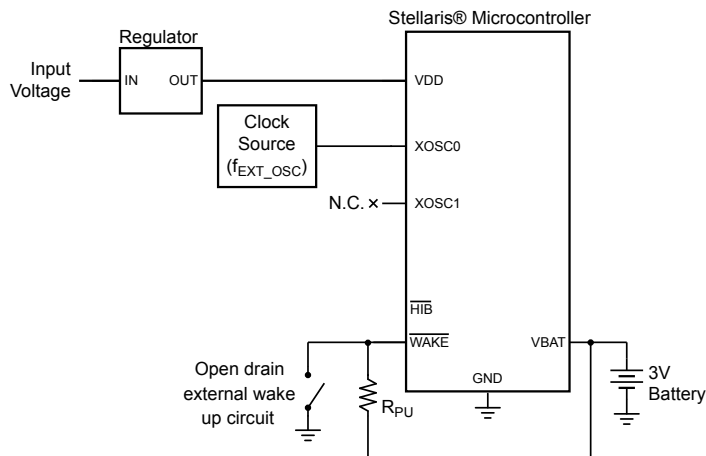 Stellaris® Microcontroller
Regulator
Input
Voltage
IN
OUT
VDD
Clock
Source
(fEXT_OSC)
XOSC0
N.C.
XOSC1
HIB
WAKE
VBAT
GND
Open drain
external wake
up circuit
RPU
3V
Battery